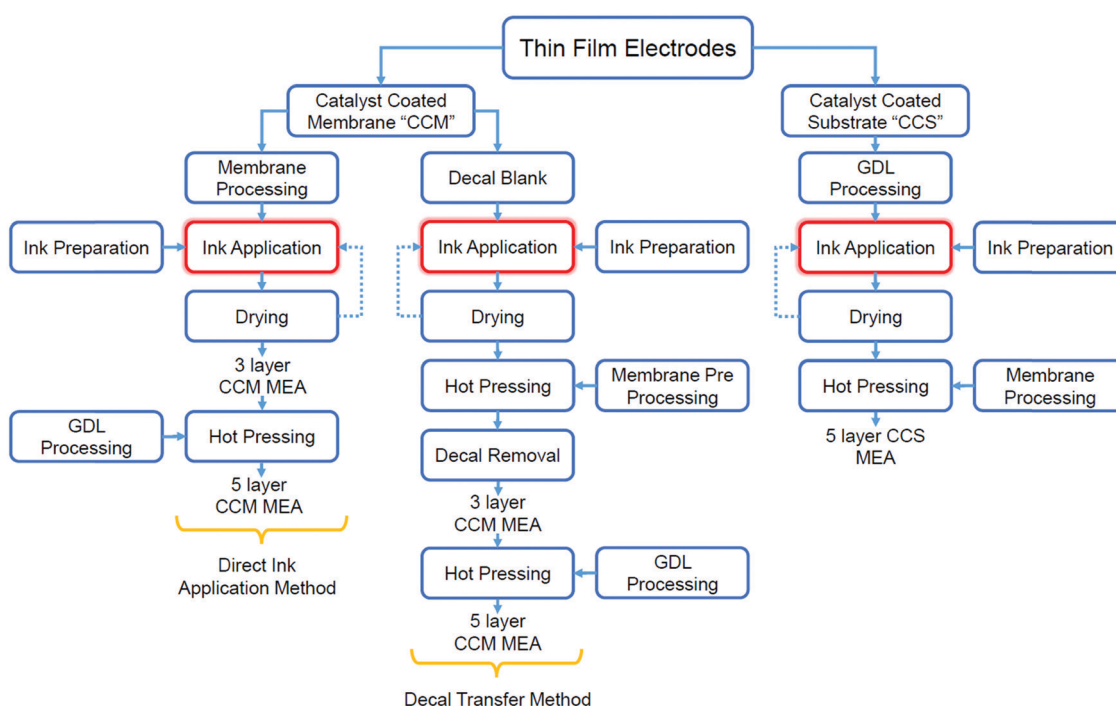 Thin Film Electrodes
Catalyst Coated
Membrane “CCM”
Catalyst Coated
Substrate “CCS”
Membrane
Processing
Decal Blank
GDL
Processing
Ink Preparation
Ink Application
Ink Application
Ink Preparation
Ink Application
Ink Preparation
Drying
Drying
Drying
3 layer
CCM MEA
Hot Pressing
Membrane Pre
Processing
Hot Pressing
Membrane
Processing
GDL
Processing
Hot Pressing
Decal Removal
5 layer CCS
MEA
5 layer
CCM MEA
3 layer
CCM MEA
Direct Ink
Application Method
Hot Pressing
GDL
Processing
5 layer
CCM MEA
Decal Transfer Method